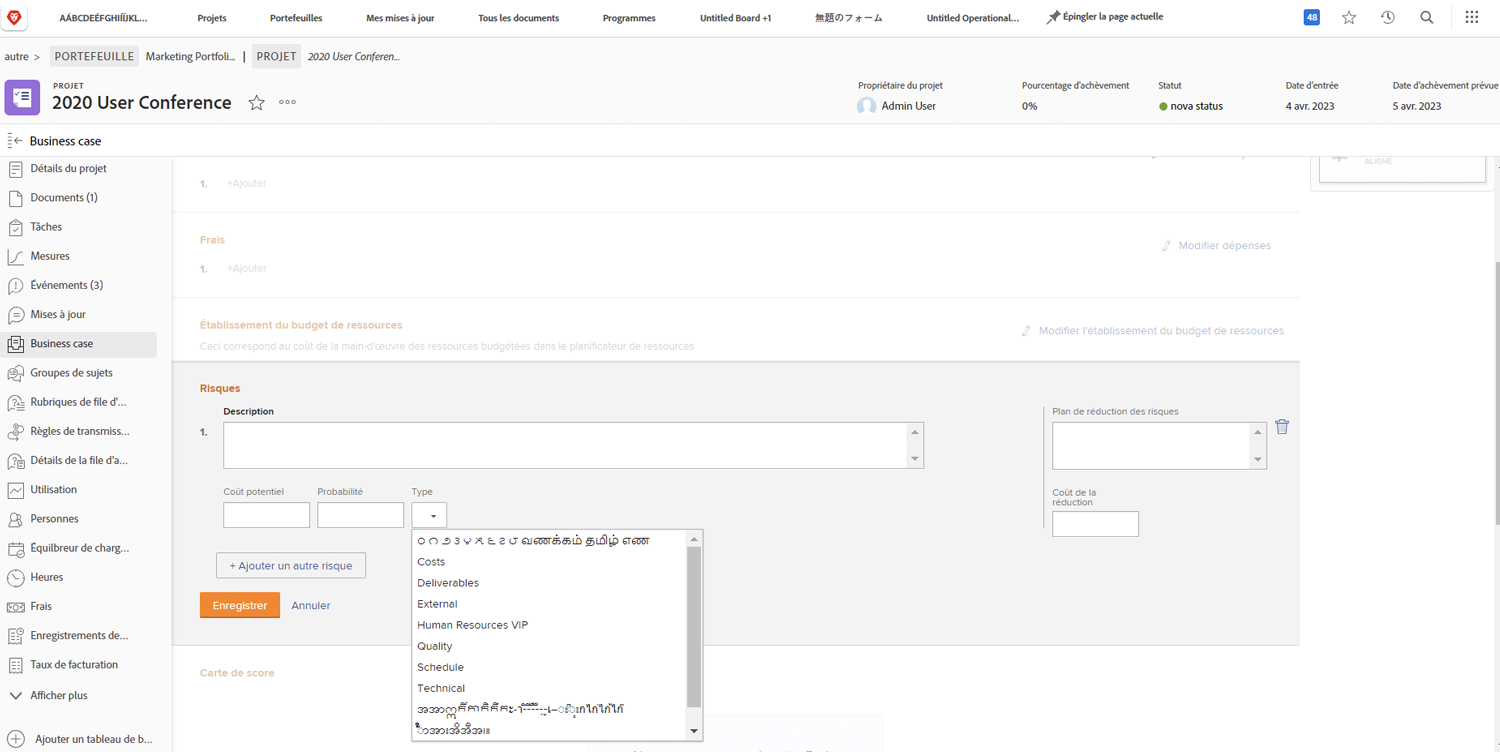 AÁBCDEÉFGHIÍÏJKL...
Projets
Portefeuilles
Mes mises à jour
Tous les documents
Programmes
Untitled Board +1
無題のフォーム
Untitled Operational...
Épingler la page actuelle
48
autre >
PORTEFEUILLE
Marketing Portfoli...
PROJET
2020 User Conferen...
PROJET
2020 User Conference
Propriétaire du projet
Admin User
Pourcentage d'achèvement
0%
Statut
nova status
Date d'entrée
4 avr. 2023
Date d'achèvement prévue
5 avr. 2023
Business case
Détails du projet
Documents (1)
Tâches
Mesures
Événements (3)
Mises à jour
Business case
Groupes de sujets
Rubriques de file d'...
Règles de transmiss...
Détails de la file d'a...
Utilisation
Personnes
Équilibreur de charg...
Heures
Frais
Enregistrements de...
Taux de facturation
Afficher plus
Ajouter un tableau de b...
ALIGNÉ
1. +Ajouter
Frais
Modifier dépenses
1. +Ajouter
Établissement du budget de ressources
Modifier l'établissement du budget de ressources
Ceci correspond au coût de la main-d'œuvre des ressources budgétées dans le planificateur de ressources
Risques
Description
Plan de réduction des risques
1.
Coût potentiel
Probabilité
Type
Coût de la
réduction
வணக்கம் தமிழ் எண
Costs
Deliverables
External
Human Resources VIP
Quality
Schedule
Technical
+ Ajouter un autre risque
Enregistrer
Annuler
Carte de score